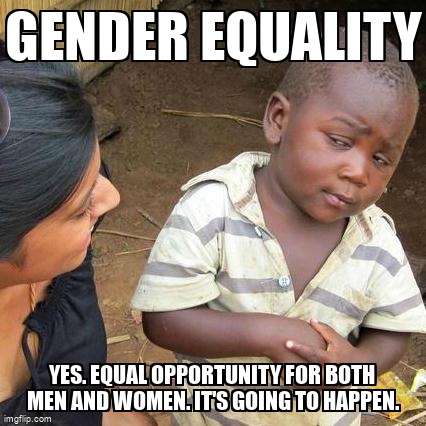 GENDER EQUALITY
YES. EQUAL OPPORTUNITY FOR BOTH
MEN AND WOMEN. IT'S GOING TO HAPPEN.
imgflip.com